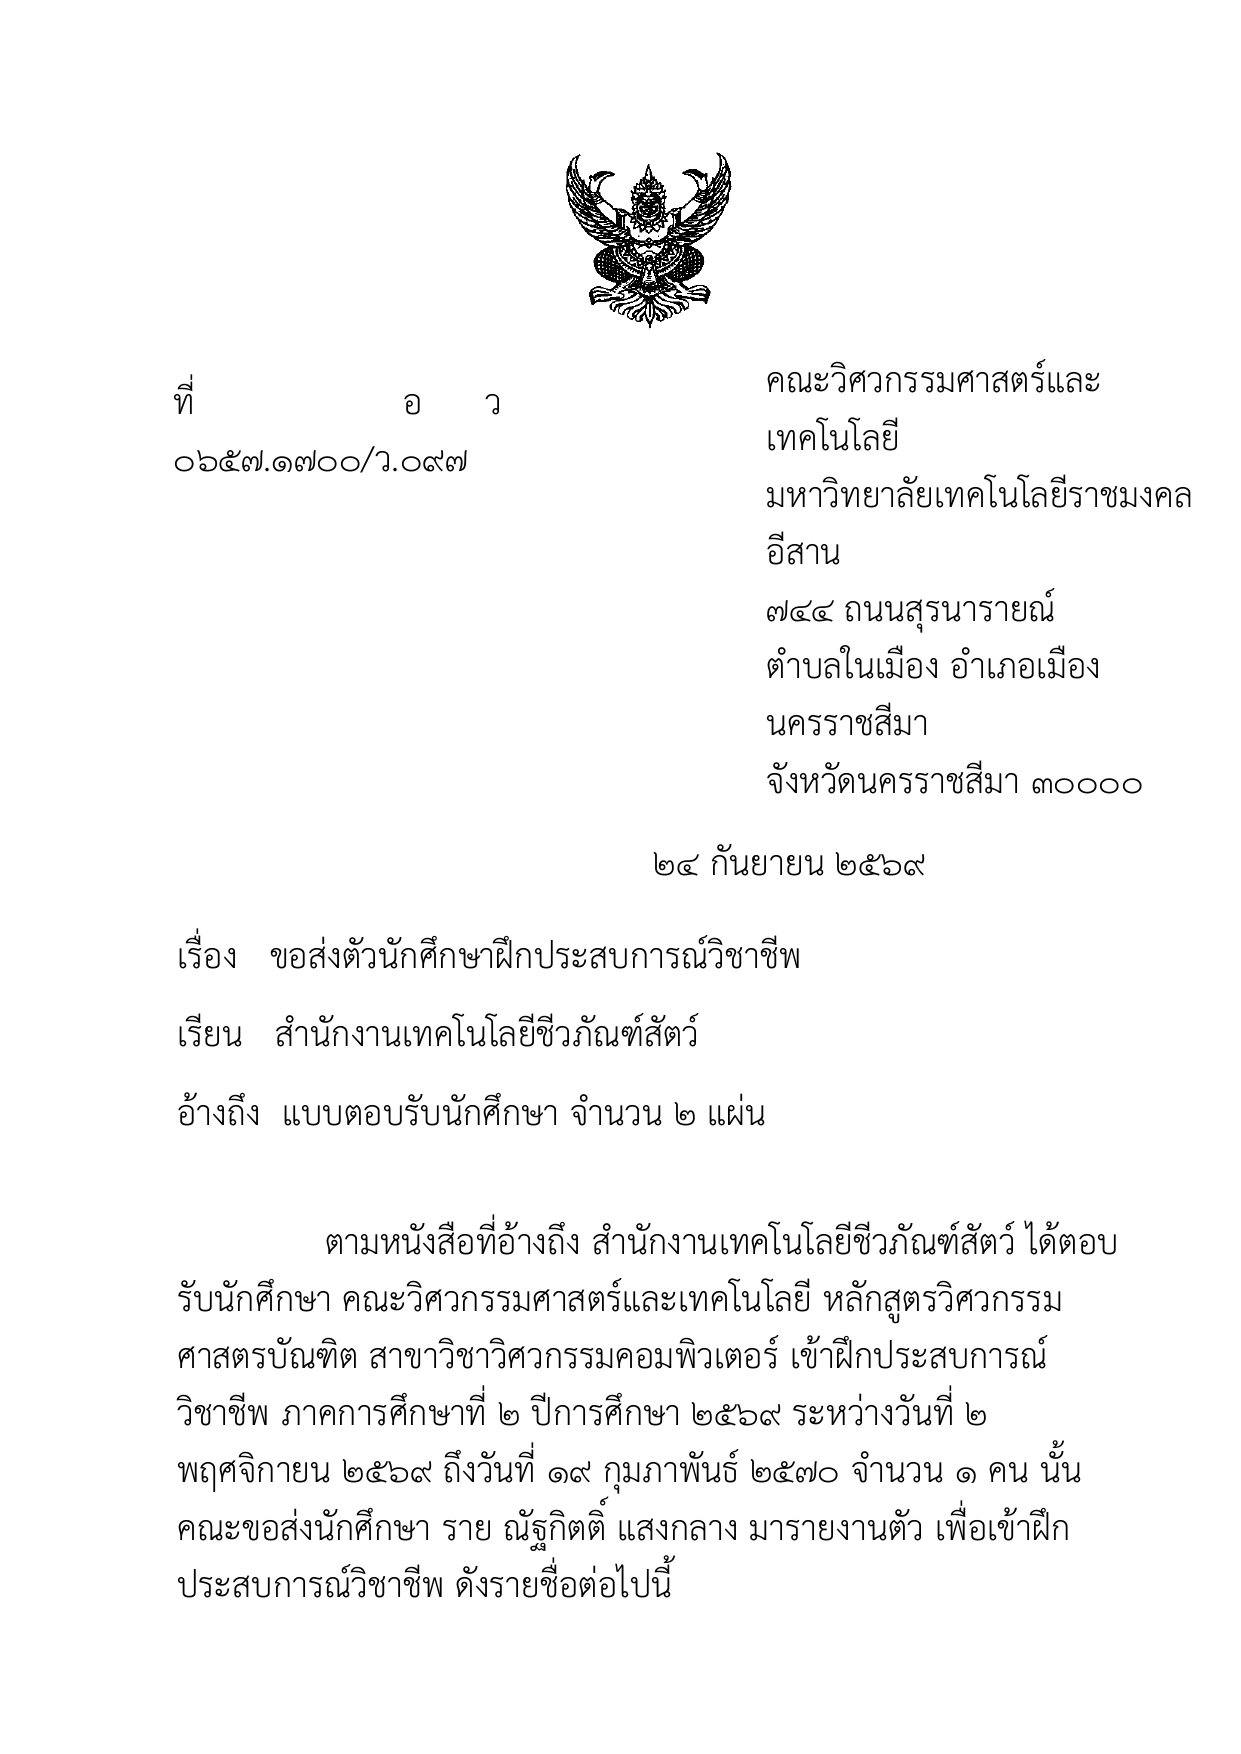 ที่ อ ว
๐๖๕๗.๑๗๐๐/ว.๐๙๗
คณะวิศวกรรมศาสตร์และ
เทคโนโลยี
มหาวิทยาลัยเทคโนโลยีราชมงคล
อีสาน
๗๔๔ ถนนสุรนารายณ์
ตำบลในเมือง อำเภอเมือง
นครราชสีมา
จังหวัดนครราชสีมา ๓๐๐๐๐
๒๔ กันยายน ๒๕๖๙
เรื่อง ขอส่งตัวนักศึกษาฝึกประสบการณ์วิชาชีพ
เรียน สำนักงานเทคโนโลยีชีวภัณฑ์สัตว์
อ้างถึง แบบตอบรับนักศึกษา จำนวน ๒ แผ่น
ตามหนังสือที่อ้างถึง สำนักงานเทคโนโลยีชีวภัณฑ์สัตว์ ได้ตอบ
รับนักศึกษา คณะวิศวกรรมศาสตร์และเทคโนโลยี หลักสูตรวิศวกรรม
ศาสตรบัณฑิต สาขาวิชาวิศวกรรมคอมพิวเตอร์ เข้าฝึกประสบการณ์
วิชาชีพ ภาคการศึกษาที่ ๒ ปีการศึกษา ๒๕๖๙ ระหว่างวันที่ ๒
พฤศจิกายน ๒๕๖๙ ถึงวันที่ ๑๙ กุมภาพันธ์ ๒๕๗๐ จำนวน ๑ คน นั้น
คณะขอส่งนักศึกษา ราย ณัฐกิตติ์ แสงกลาง มารายงานตัว เพื่อเข้าฝึก
ประสบการณ์วิชาชีพ ดังรายชื่อต่อไปนี้